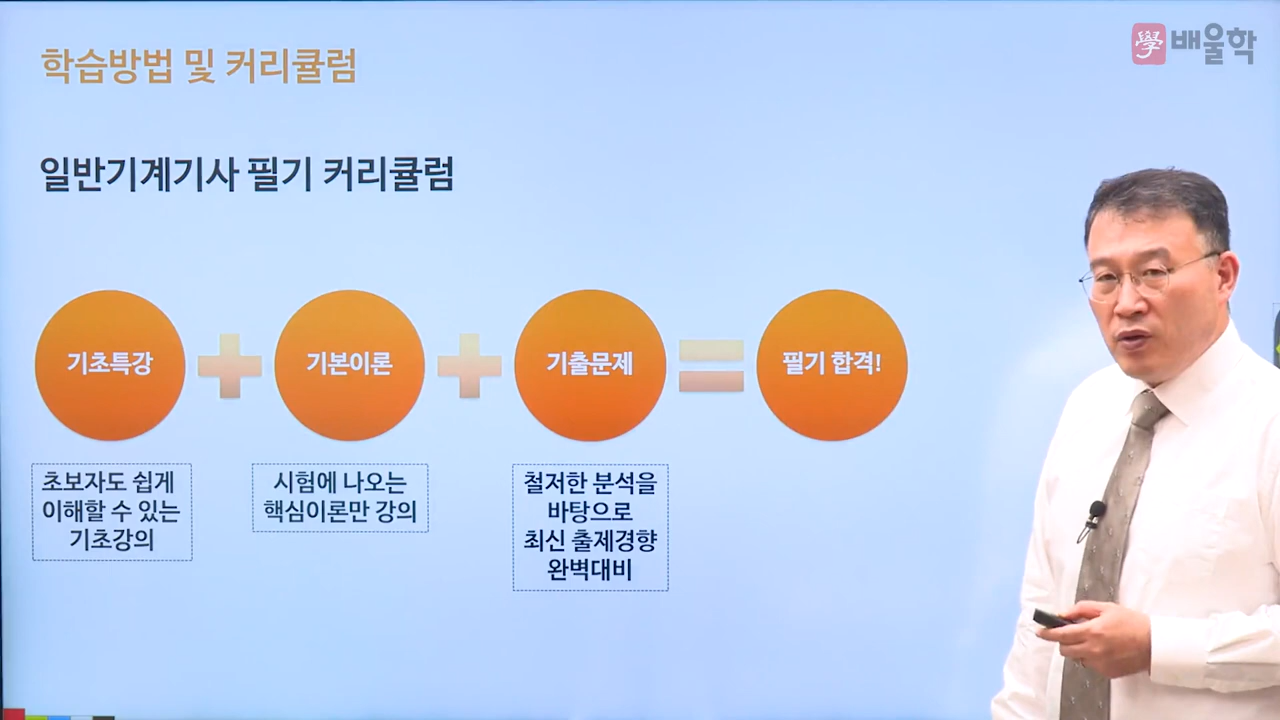 학습방법 및 커리큘럼
學 배울학
일반기계기사 필기 커리큘럼
기초특강
기본이론
기출문제
필기 합격!
초보자도 쉽게
이해할 수 있는
기초강의
시험에 나오는
핵심이론만 강의
철저한 분석을
바탕으로
최신 출제경향
완벽대비